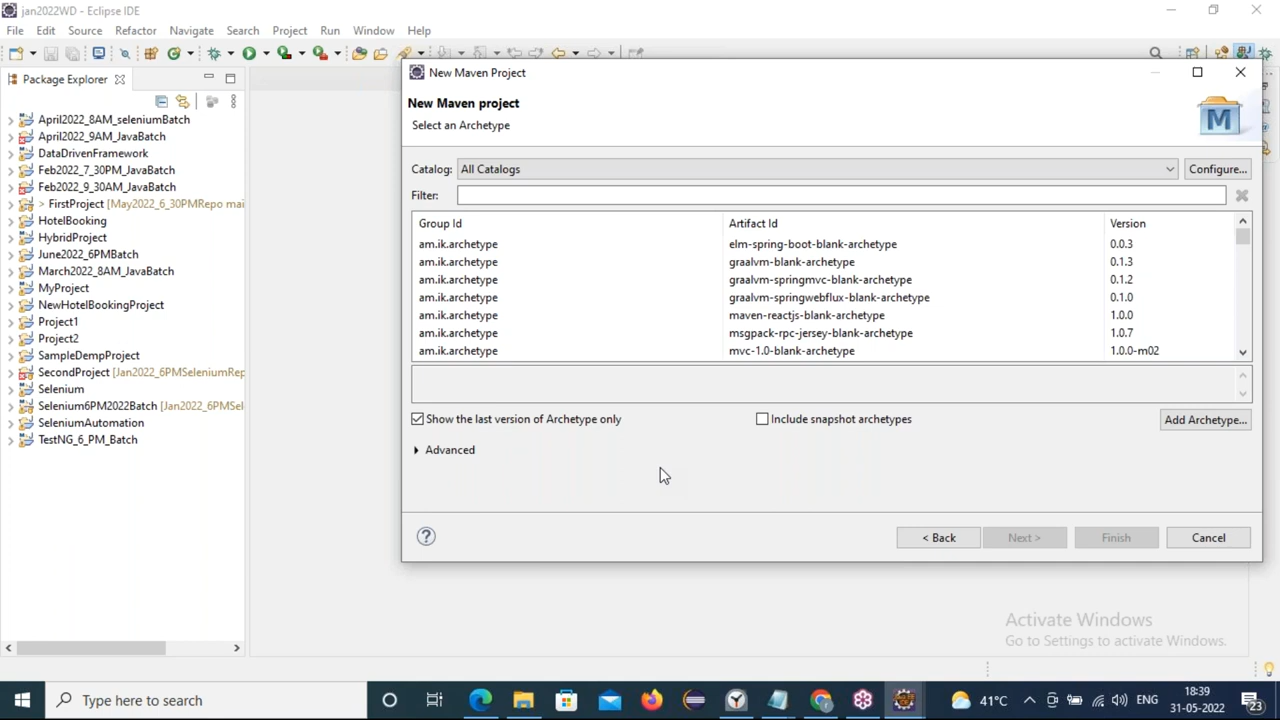 jan2022WD - Eclipse IDE
File Edit Source Refactor Navigate Search Project Run Window Help
Package Explorer
April2022_8AM_seleniumBatch
April2022_9AM_JavaBatch
DataDrivenFramework
Feb2022_7_30PM_JavaBatch
Feb2022_9_30AM_JavaBatch
> FirstProject [May2022_6_30PMRepo mai
HotelBooking
HybridProject
June2022_6PMBatch
March2022_8AM_JavaBatch
MyProject
NewHotelBookingProject
Project1
Project2
SampleDempProject
SecondProject [Jan2022_6PMSeleniumRep
Selenium
Selenium6PM2022Batch [Jan2022_6PMSel
SeleniumAutomation
TestNG_6_PM_Batch
New Maven Project
New Maven project
Select an Archetype
M
Catalog: All Catalogs Configure...
Filter:
Group Id Artifact Id Version
am.ik.archetype elm-spring-boot-blank-archetype 0.0.3
am.ik.archetype graalvm-blank-archetype 0.1.3
am.ik.archetype graalvm-springmvc-blank-archetype 0.1.2
am.ik.archetype graalvm-springwebflux-blank-archetype 0.1.0
am.ik.archetype maven-reactjs-blank-archetype 1.0.0
am.ik.archetype msgpack-rpc-jersey-blank-archetype 1.0.7
am.ik.archetype mvc-1.0-blank-archetype 1.0.0-m02
Show the last version of Archetype only Include snapshot archetypes Add Archetype...
Advanced
? < Back Next > Finish Cancel
Activate Windows
Go to Settings to activate Windows.
Type here to search
41°C ENG 18:39
31-05-2022 23